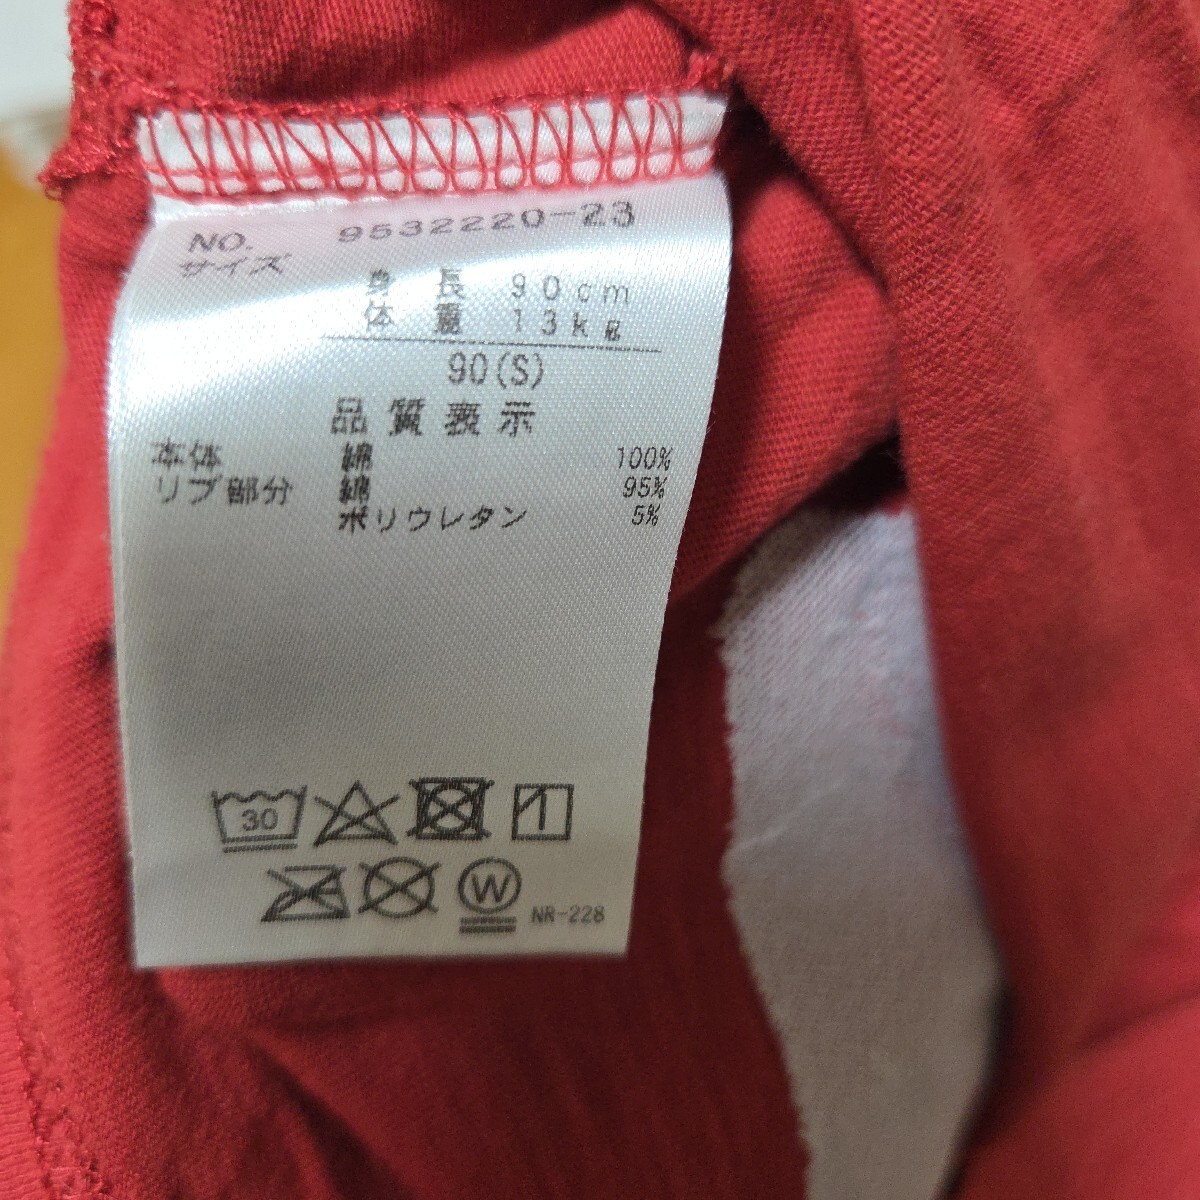 NO. 9532220-23
サイズ
身長 90cm
体重 13kg
90(S)
品質表示
本体 綿 100%
リブ部分 綿 95%
ポリウレタン 5%
30
W NR-228